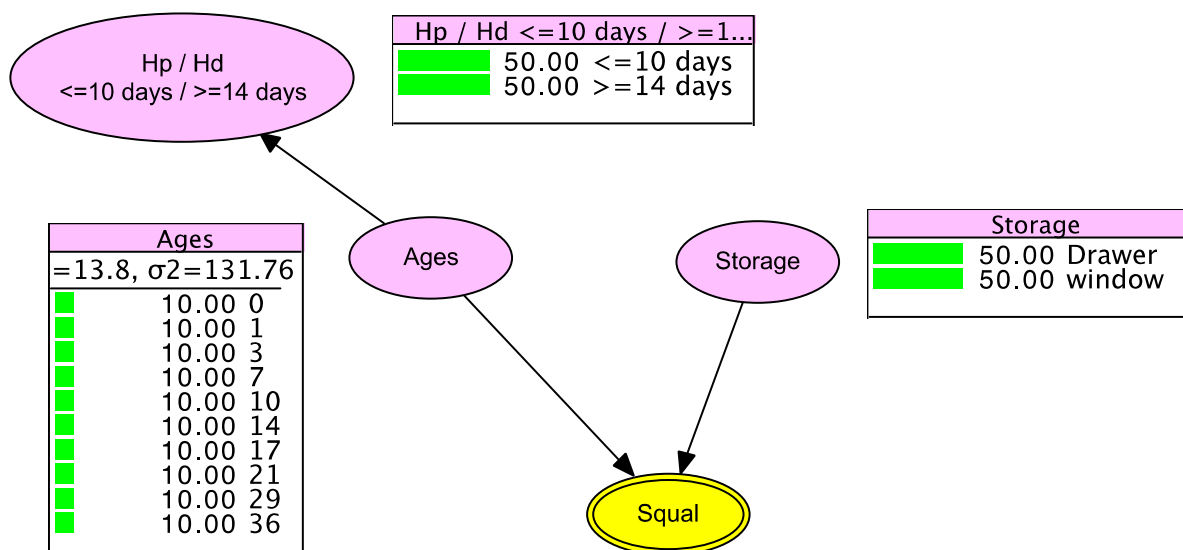 Hp / Hd
<=10 days / >=14 days
Hp / Hd <=10 days / >=1...
50.00 <=10 days
50.00 >=14 days
Ages
=13.8, σ2=131.76
10.00 0
10.00 1
10.00 3
10.00 7
10.00 10
10.00 14
10.00 17
10.00 21
10.00 29
10.00 36
Ages
Storage
Storage
50.00 Drawer
50.00 window
Squal